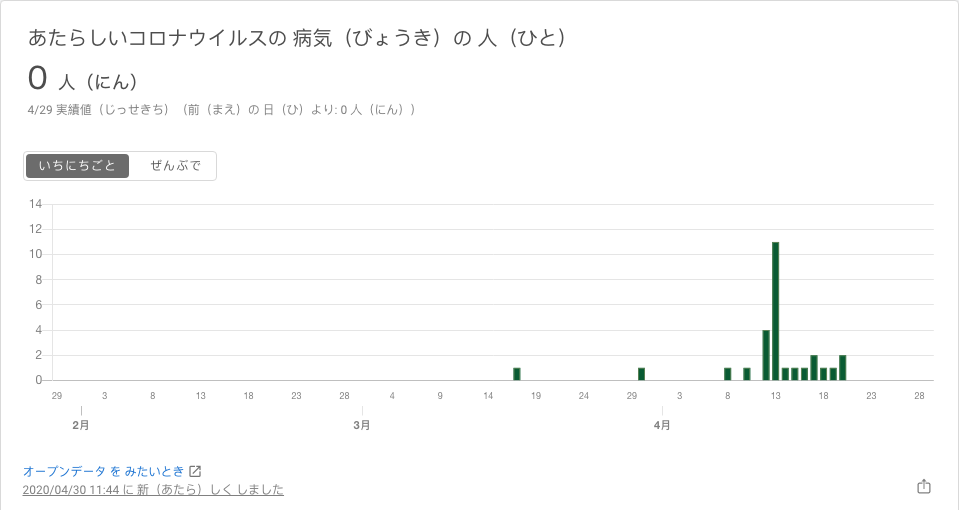 あたらしいコロナウイルスの 病気（びょうき）の 人（ひと）
0 人（にん）
4/29 実績値（じっせきち）（前（まえ）の 日（ひ）より: 0 人（にん））
いちにちごと ぜんぶで
14
12
10
8
6
4
2
0
29 3 8 13 18 23 28 4 9 14 19 24 29 3 8 13 18 23 28
2月 3月 4月
オープンデータ を みたいとき
2020/04/30 11:44 に 新（あたら）しく しました